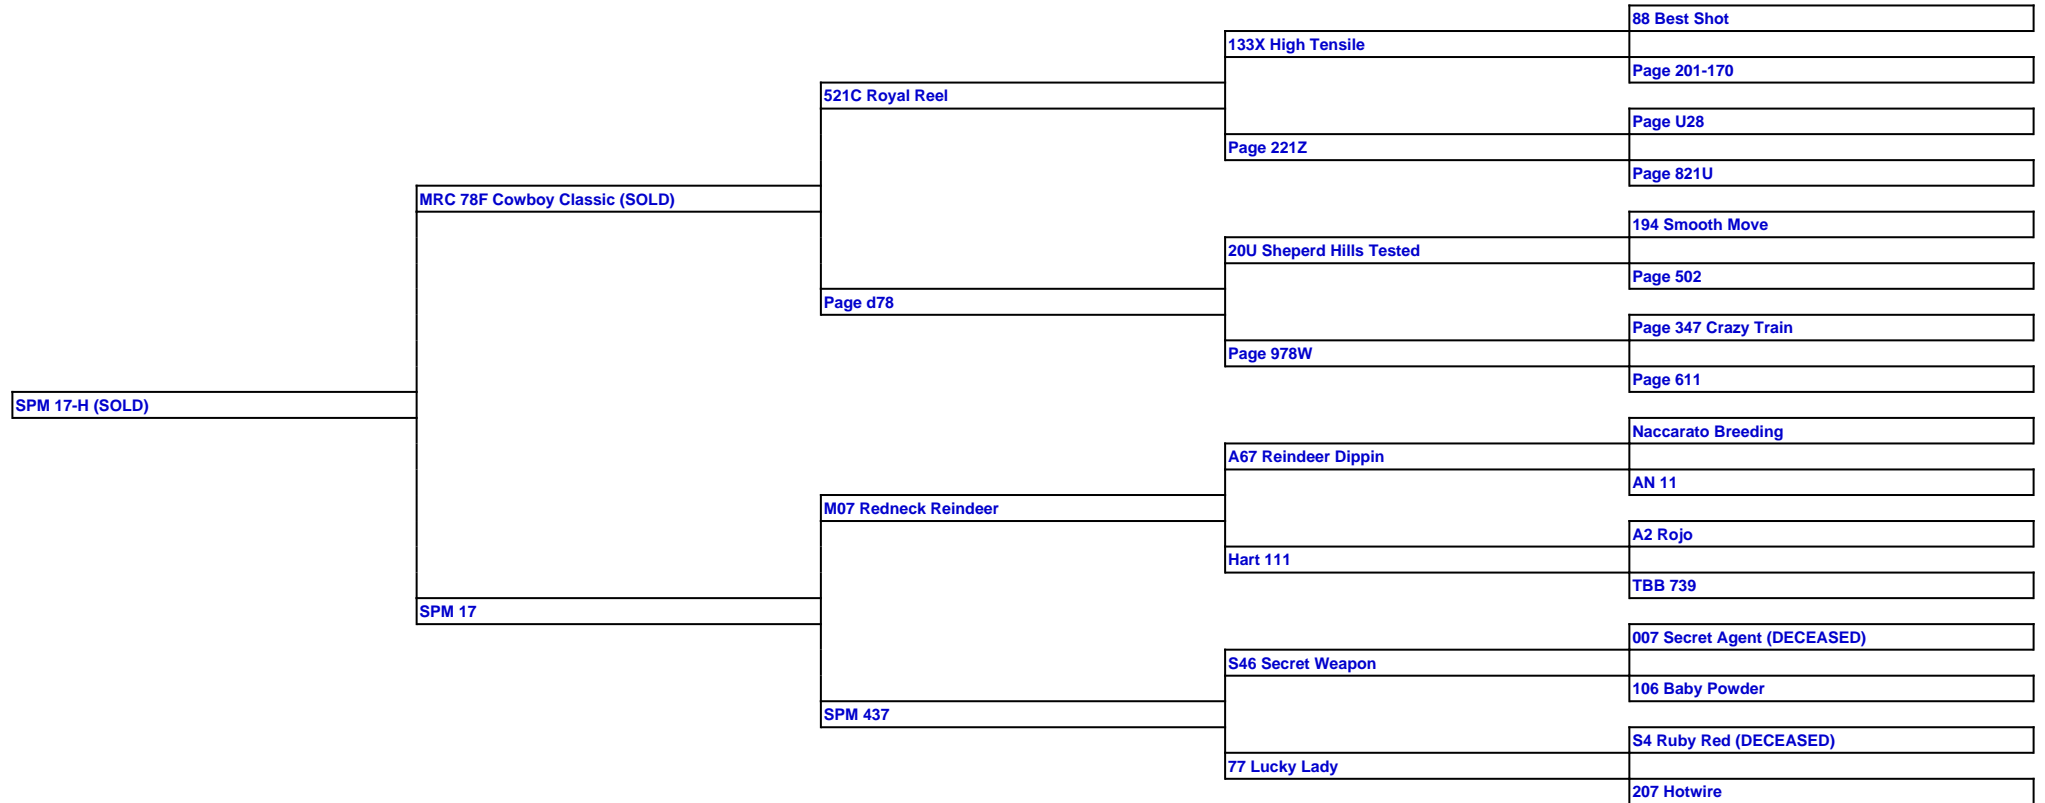 88 Best Shot
133X High Tensile
Page 201-170
521C Royal Reel
Page U28
Page 221Z
Page 821U
MRC 78F Cowboy Classic (SOLD)
194 Smooth Move
20U Sheperd Hills Tested
Page 502
Page d78
Page 347 Crazy Train
Page 978W
Page 611
SPM 17-H (SOLD)
Naccarato Breeding
A67 Reindeer Dippin
AN 11
M07 Redneck Reindeer
A2 Rojo
Hart 111
TBB 739
SPM 17
007 Secret Agent (DECEASED)
S46 Secret Weapon
106 Baby Powder
SPM 437
S4 Ruby Red (DECEASED)
77 Lucky Lady
207 Hotwire